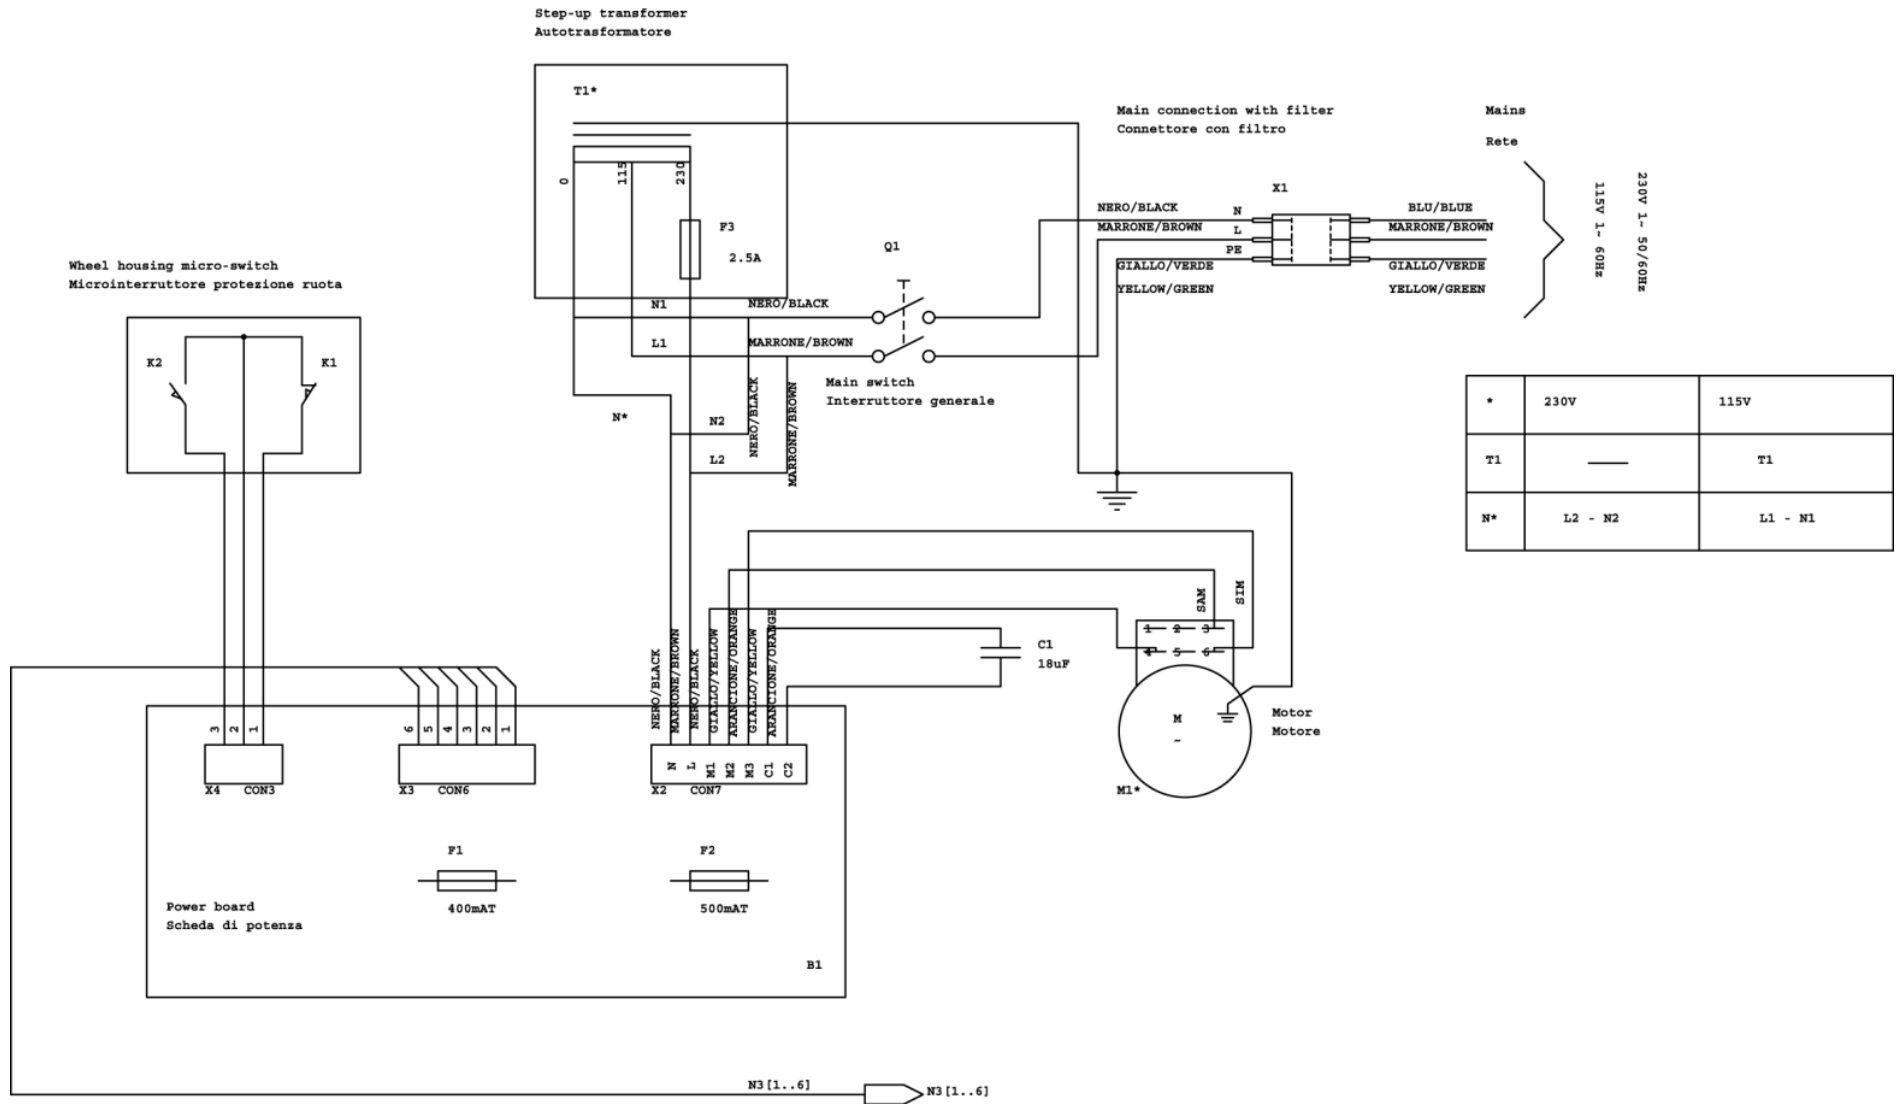 Step-up transformer
Autotrasformatore
T1*
0
115
230
F3
2.5A
Main connection with filter
Connettore con filtro
Mains
Rete
X1
NERO/BLACK
N
BLU/BLUE
MARRONE/BROWN
L
MARRONE/BROWN
PE
GIALLO/VERDE
GIALLO/VERDE
YELLOW/GREEN
YELLOW/GREEN
115V 1~ 60Hz
230V 1~ 50/60Hz
Q1
Wheel housing micro-switch
Microinterruttore protezione ruota
K2
K1
N1
NERO/BLACK
L1
MARRONE/BROWN
Main switch
Interruttore generale
N*
N2
L2
NERO/BLACK
MARRONE/BROWN
* 230V 115V
T1 T1
N* L2 - N2 L1 - N1
NERO/BLACK
MARRONE/BROWN
NERO/BLACK
GIALLO/YELLOW
ARANCIONE/ORANGE
GIALLO/YELLOW
ARANCIONE/ORANGE
C1
18uF
SAM
SIM
1 2 3
4 5 6
M
~
Motor
Motore
M1*
3 2 1
X4 CON3
6 5 4 3 2 1
X3 CON6
N L M1 M2 M3 C1 C2
X2 CON7
F1
400mAT
F2
500mAT
Power board
Scheda di potenza
B1
N3[1..6]
N3[1..6]